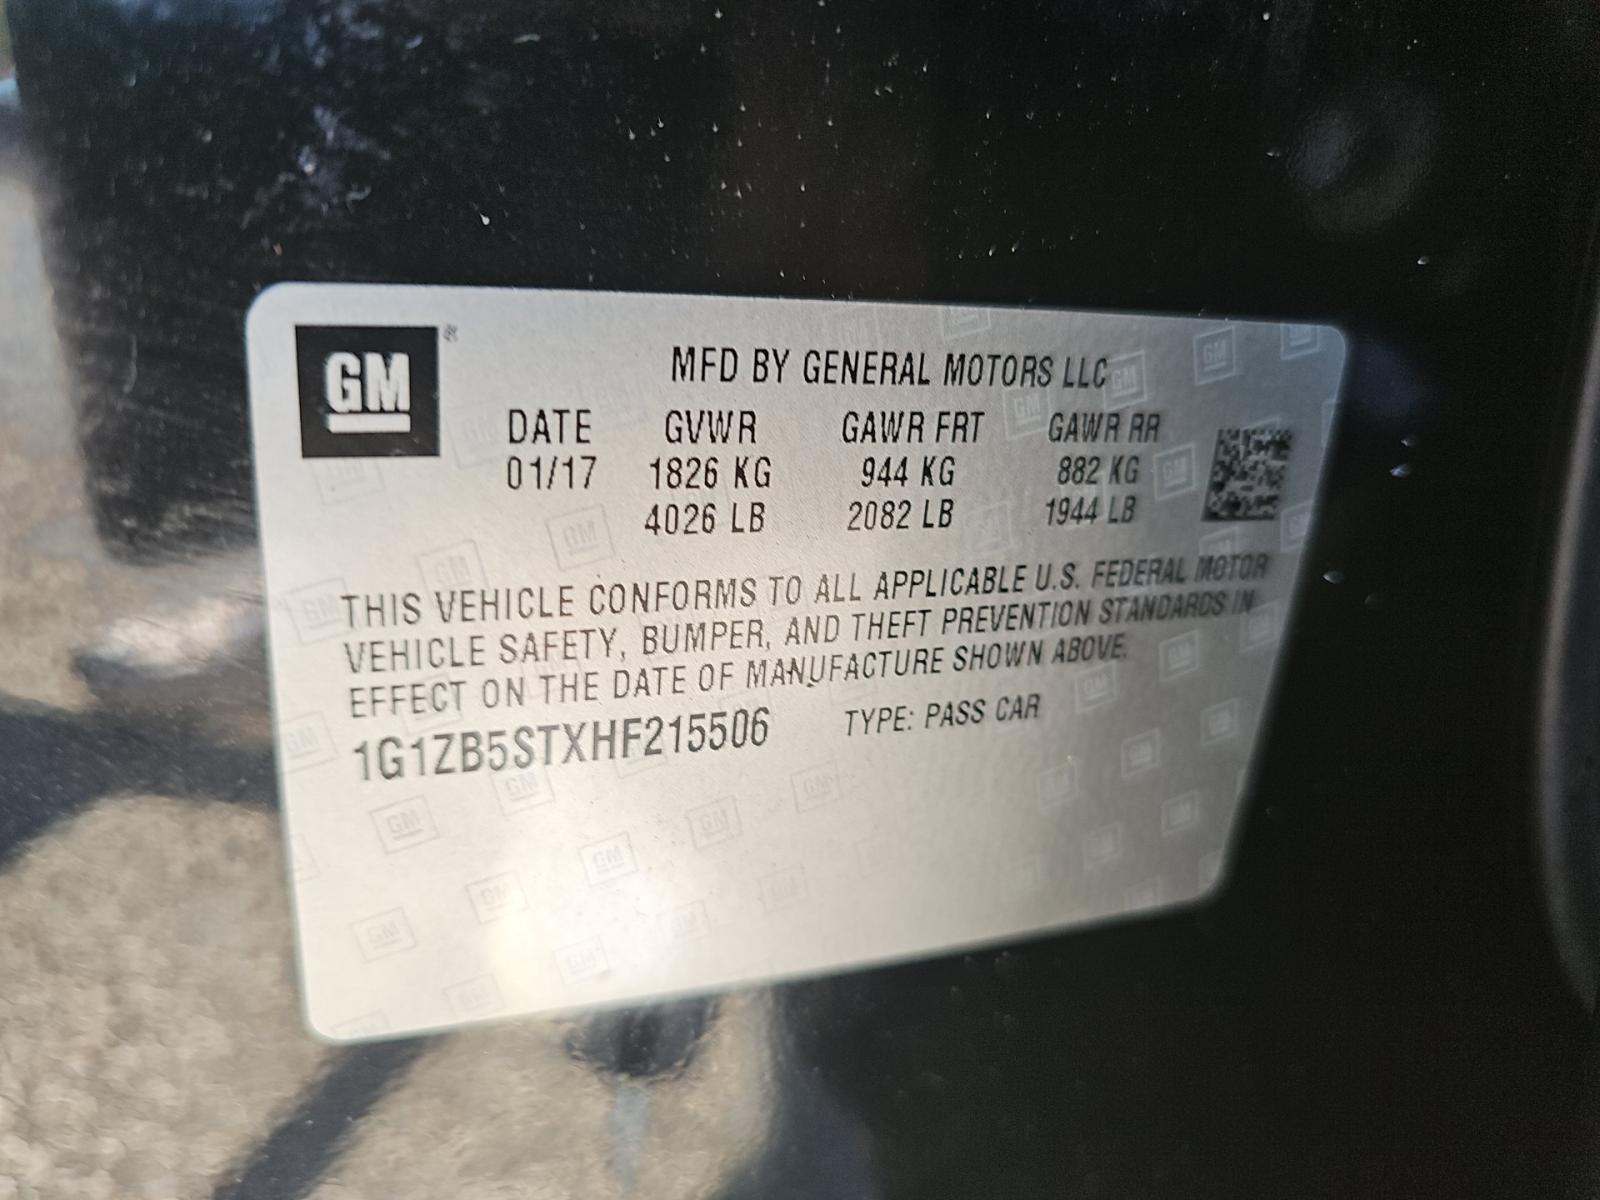 GM ®
MFD BY GENERAL MOTORS LLC
DATE GVWR GAWR FRT GAWR RR
01/17 1826 KG 944 KG 882 KG
4026 LB 2082 LB 1944 LB
THIS VEHICLE CONFORMS TO ALL APPLICABLE U.S. FEDERAL MOTOR
VEHICLE SAFETY, BUMPER, AND THEFT PREVENTION STANDARDS IN
EFFECT ON THE DATE OF MANUFACTURE SHOWN ABOVE.
1G1ZB5STXHF215506 TYPE: PASS CAR